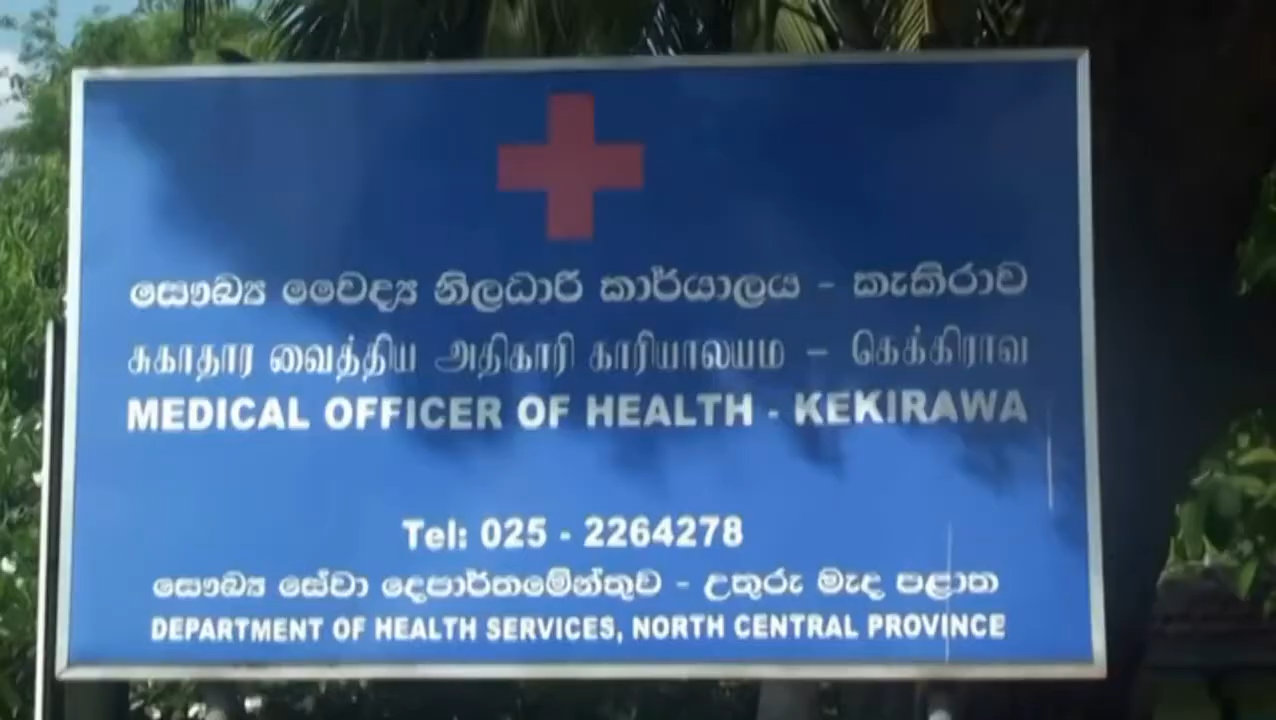 සෞඛ්‍ය වෛද්‍ය නිලධාරී කාර්යාලය - කැකිරාව
சுகாதார வைத்திய அதிகாரி காரியாலயம - கெக்கிராவ
MEDICAL OFFICER OF HEALTH - KEKIRAWA
Tel: 025 - 2264278
සෞඛ්‍ය සේවා දෙපාර්තමේන්තුව - උතුරු මැද පළාත
DEPARTMENT OF HEALTH SERVICES, NORTH CENTRAL PROVINCE